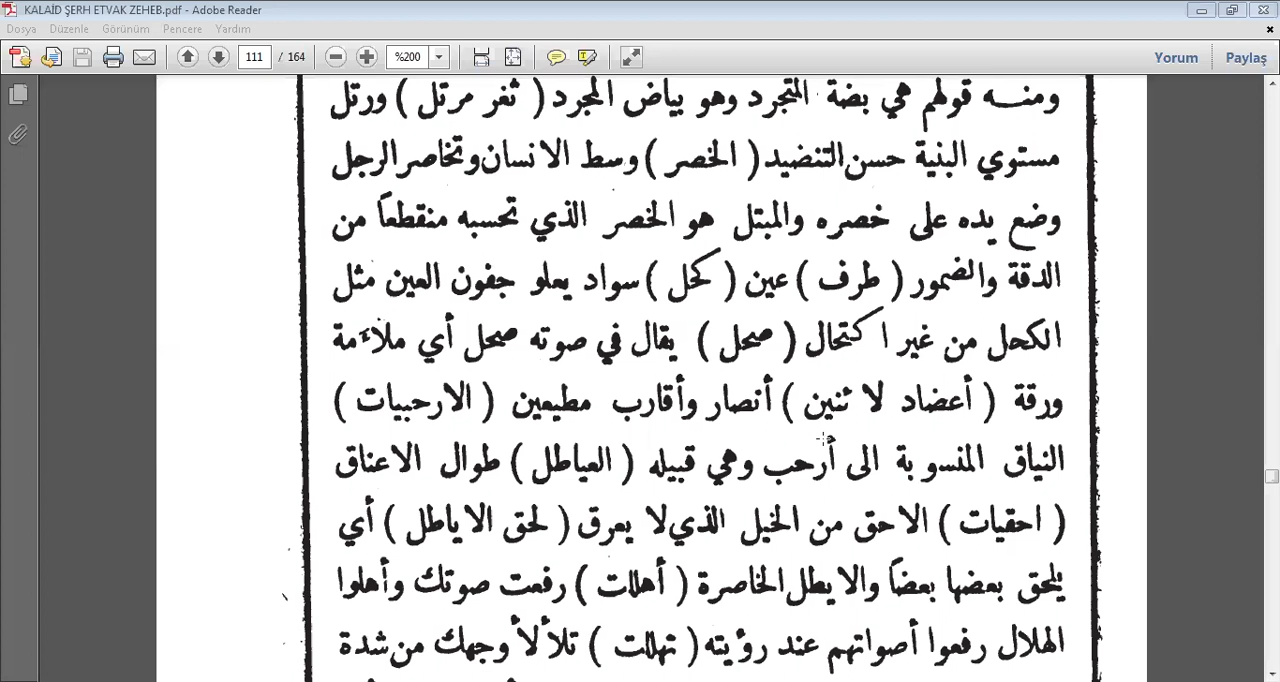 KALAİD ŞERH ETVAK ZEHEB.pdf - Adobe Reader
Dosya Düzenle Görünüm Pencere Yardım
111 / 164 %200 Yorum Paylaş
ومنه قولهم هي بضة المتجرد وهو بياض المجرد ( ثغر مرتل ) ورتل
مستوي البنية حسن التنضيد ( الخصر ) وسط الانسان وتخاصر الرجل
وضع يده على خصره والمبتل هو الخصر الذي تحسبه منقطعاً من
الدقة والضمور ( طرف ) عين ( كحل ) سواد يعلو جفون العين مثل
الكحل من غير اكتحال ( صحل ) يقال في صوته صحل أي ملاءمة
ورقة ( أعضاد لا ثنين ) أنصار وأقارب مطيعين ( الارحبيات )
النياق المنسوبة الى أرحب وهي قبيله ( العياطل ) طوال الاعناق
( احقيات ) الاحق من الخيل الذي لا يعرق ( لحق الاياطل ) أي
يلحق بعضها بعضاً والايطل الخاصرة ( أهللت ) رفعت صوتك وأهلوا
الهلال رفعوا أصواتهم عند رؤيته ( تهللت ) تلألأ وجهك من شدة